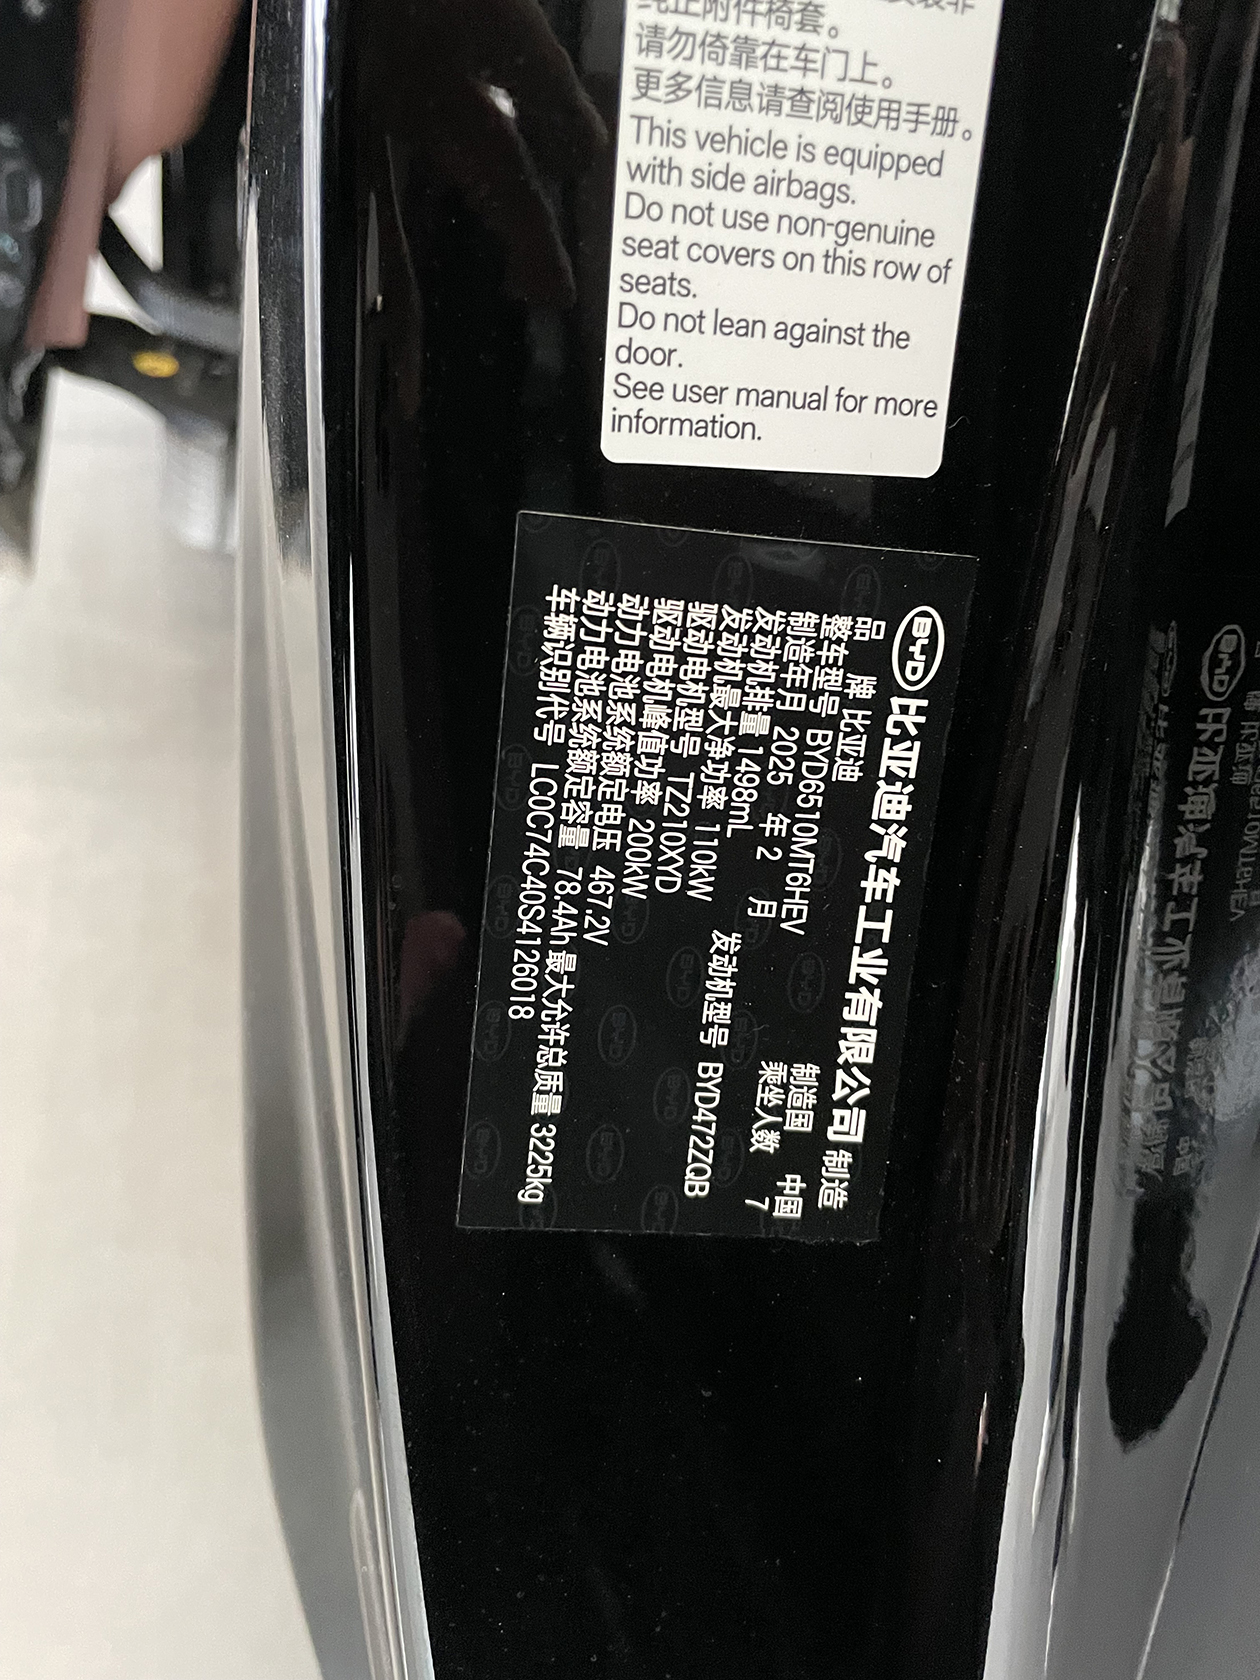 纯正附件椅套。
请勿倚靠在车门上。
更多信息请查阅使用手册。
This vehicle is equipped
with side airbags.
Do not use non-genuine
seat covers on this row of
seats.
Do not lean against the
door.
See user manual for more
information.
BYD 比亚迪汽车工业有限公司 制造
品牌 比亚迪 制造国 中国
整车型号 BYD6510MT6HEV 乘坐人数 7
制造年月 2025 年 2 月
发动机排量 1498mL 发动机型号 BYD472ZQB
发动机最大净功率 110kW
驱动电机型号 TZ210XYD
驱动电机峰值功率 200kW
动力电池系统额定电压 467.2V
动力电池系统额定容量 78.4Ah 最大允许总质量 3225kg
车辆识别代号 LC0C74C40S4126018